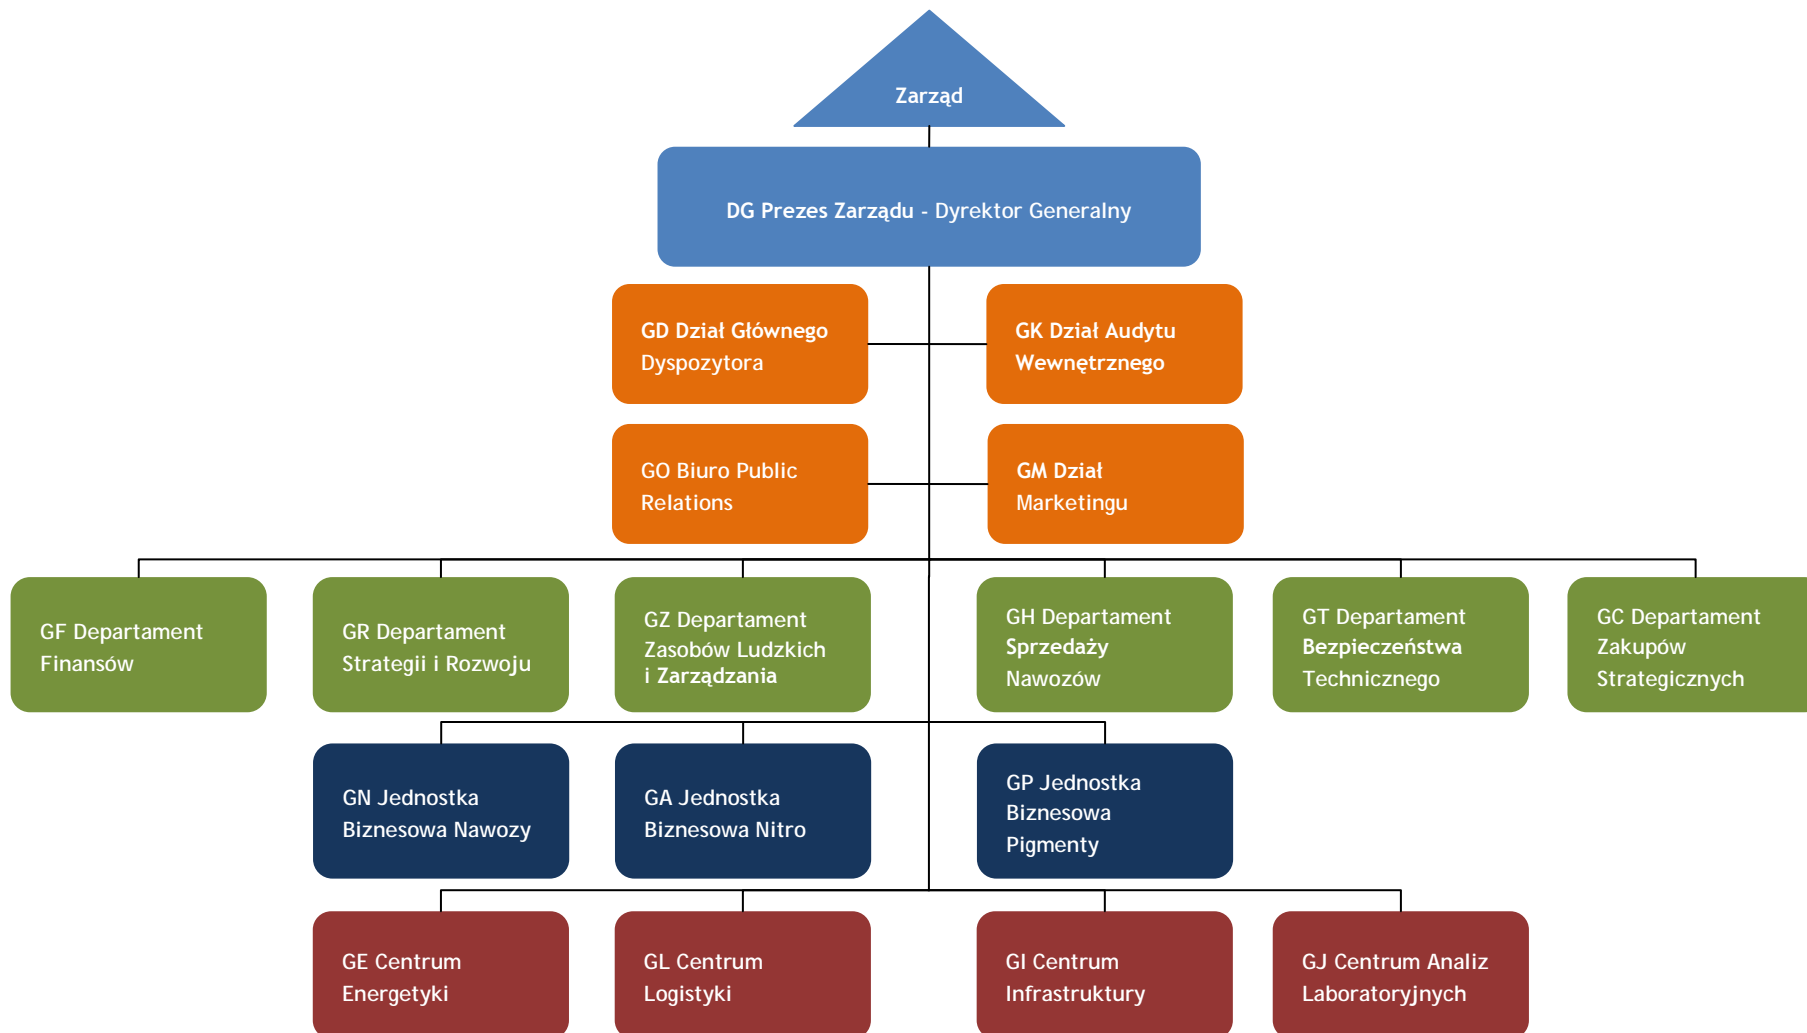 Zarząd
DG Prezes Zarządu - Dyrektor Generalny
GD Dział Głównego
Dyspozytora
GK Dział Audytu
Wewnętrznego
GO Biuro Public
Relations
GM Dział
Marketingu
GF Departament
Finansów
GR Departament
Strategii i Rozwoju
GZ Departament
Zasobów Ludzkich
i Zarządzania
GH Departament
Sprzedaży
Nawozów
GT Departament
Bezpieczeństwa
Technicznego
GC Departament
Zakupów
Strategicznych
GN Jednostka
Biznesowa Nawozy
GA Jednostka
Biznesowa Nitro
GP Jednostka
Biznesowa
Pigmenty
GE Centrum
Energetyki
GL Centrum
Logistyki
GI Centrum
Infrastruktury
GJ Centrum Analiz
Laboratoryjnych